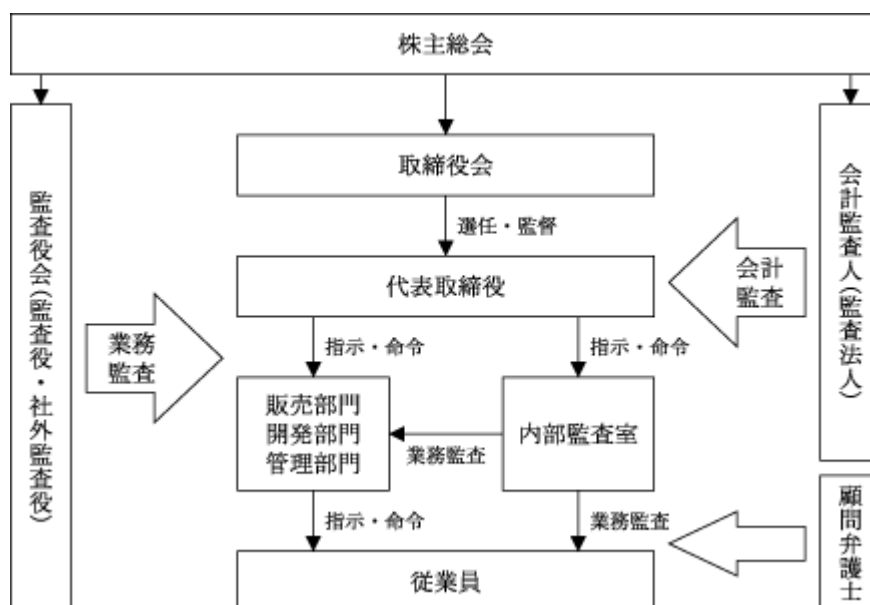 株主総会
取締役会
選任・監督
代表取締役
指示・命令
指示・命令
監査役会(監査役・社外監査役)
業務
監査
会計監査人(監査法人)
会計
監査
販売部門
開発部門
管理部門
業務監査
内部監査室
指示・命令
業務監査
顧問弁護士
従業員